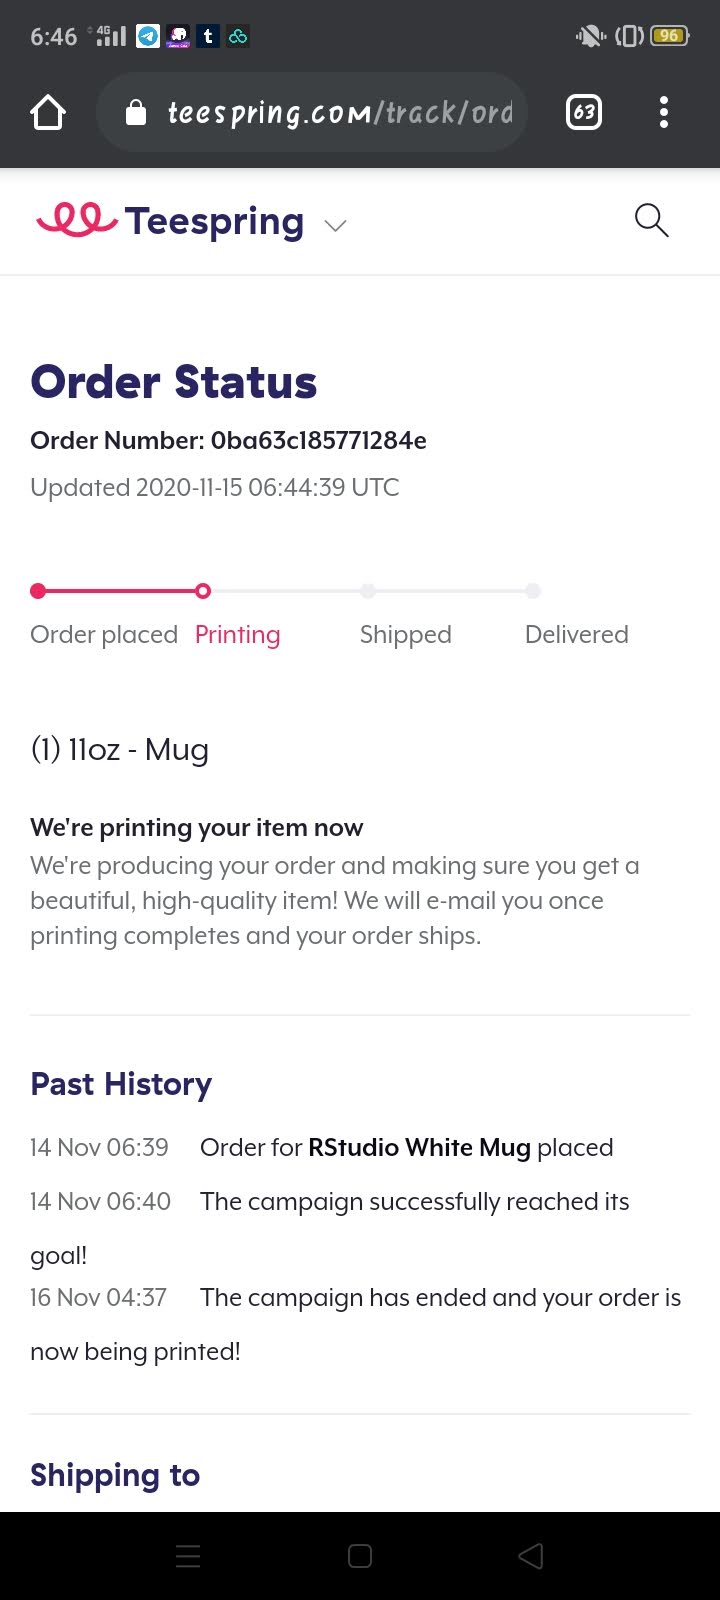 6:46 4G t 96
teespring.com/track/ord 63
Teespring
Order Status
Order Number: 0ba63c185771284e
Updated 2020-11-15 06:44:39 UTC
Order placed Printing Shipped Delivered
(1) 11oz - Mug
We're printing your item now
We're producing your order and making sure you get a
beautiful, high-quality item! We will e-mail you once
printing completes and your order ships.
Past History
14 Nov 06:39 Order for RStudio White Mug placed
14 Nov 06:40 The campaign successfully reached its
goal!
16 Nov 04:37 The campaign has ended and your order is
now being printed!
Shipping to